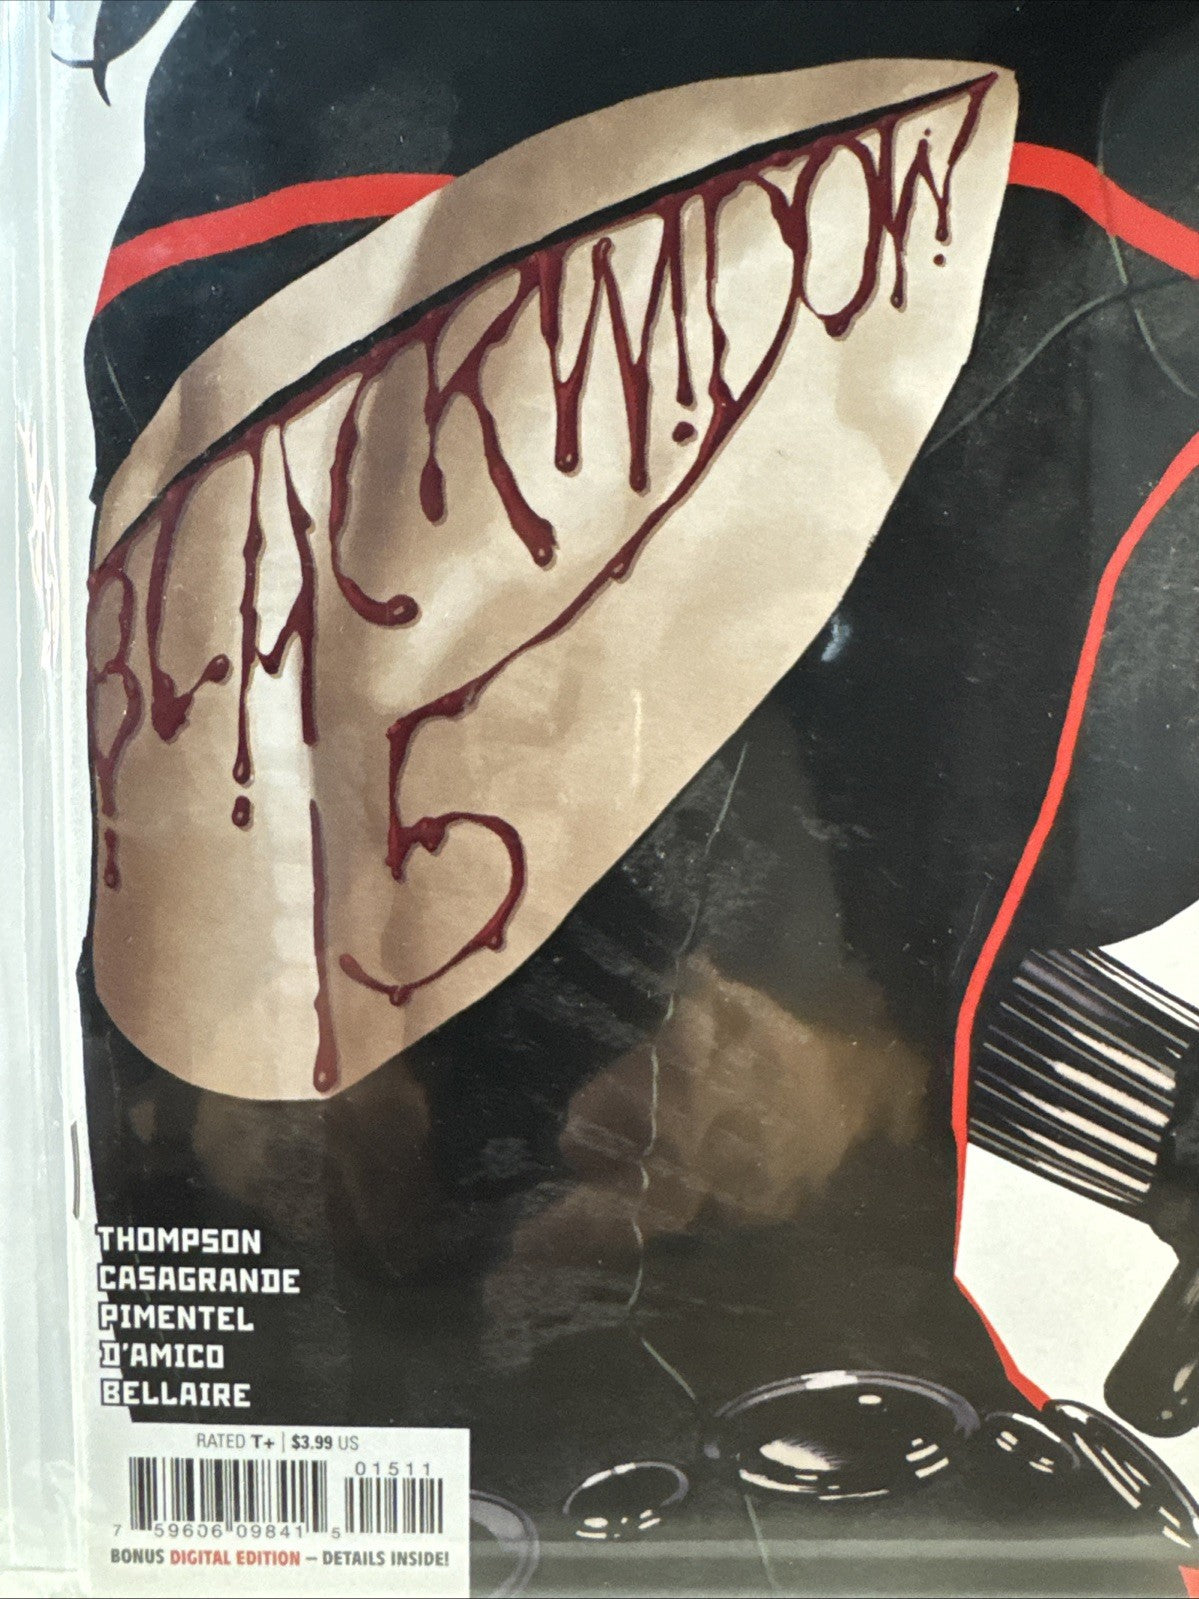 BLACK WIDOW
15
THOMPSON
CASAGRANDE
PIMENTEL
D'AMICO
BELLAIRE
RATED T+ | $3.99 US
01511
7 59606 09841 5
BONUS DIGITAL EDITION – DETAILS INSIDE!